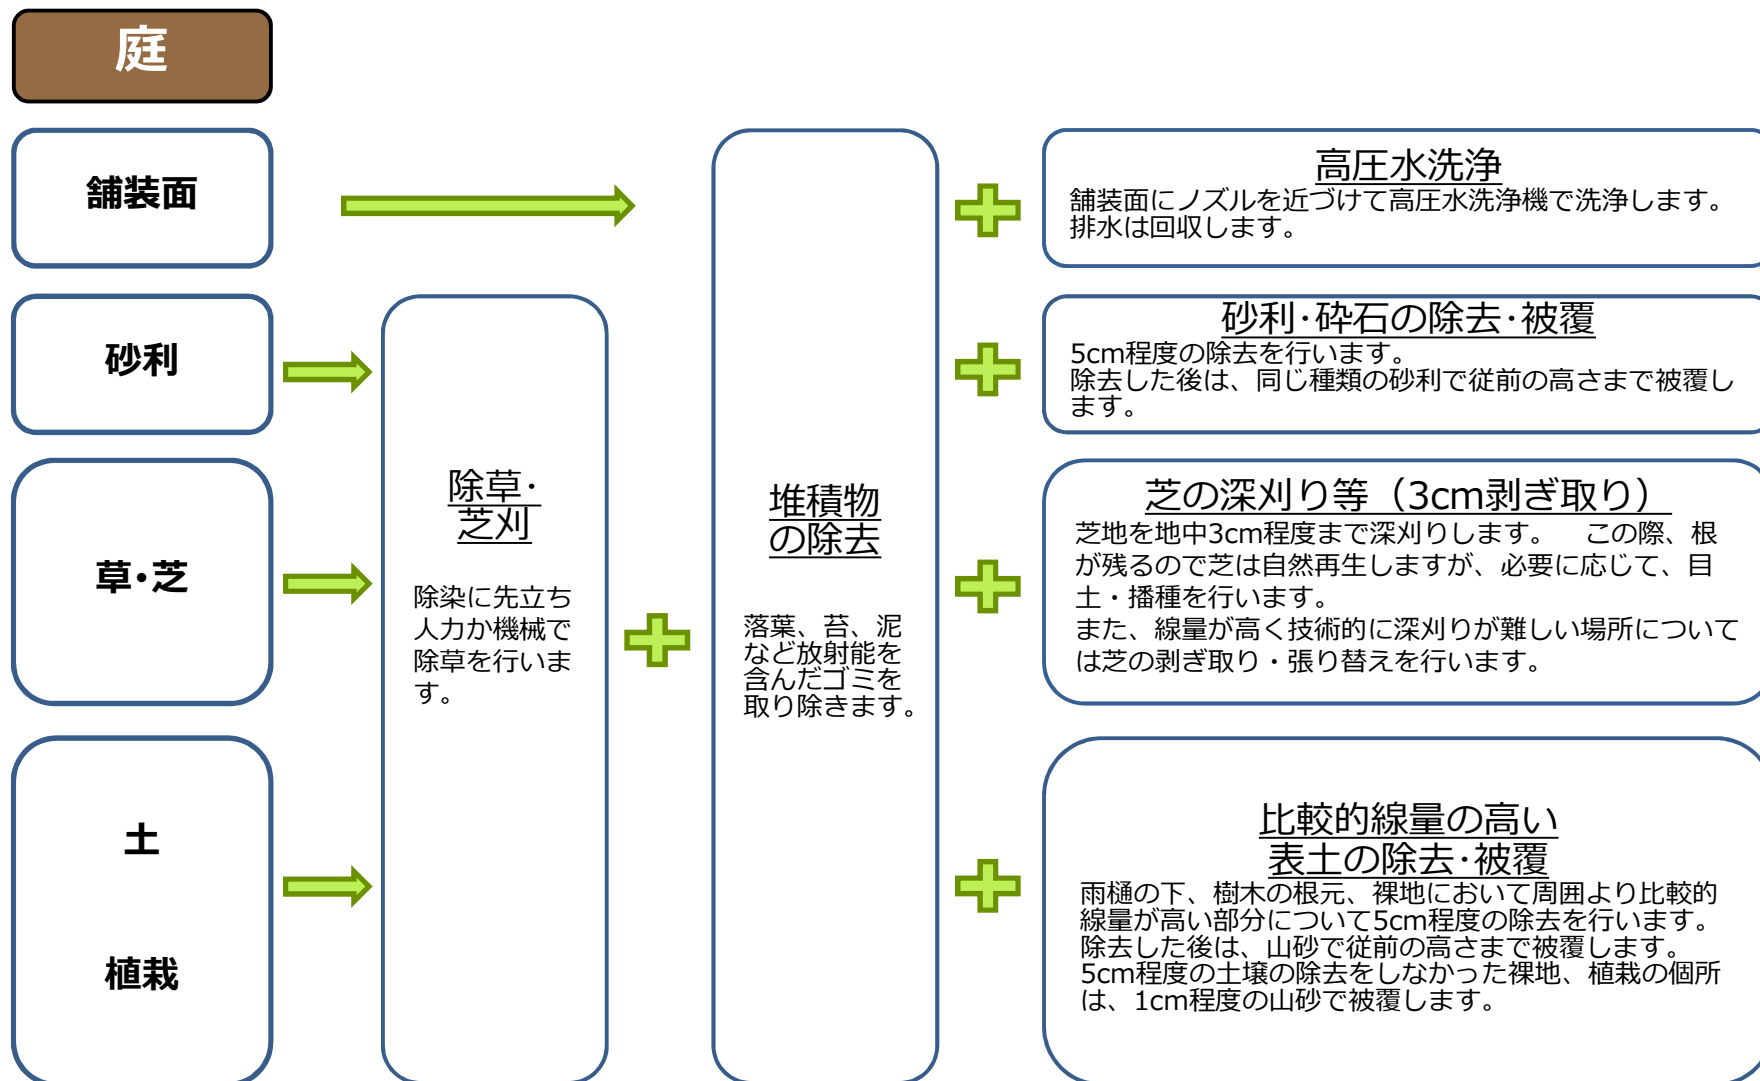 庭
舗装面
高圧水洗浄
舗装面にノズルを近づけて高圧水洗浄機で洗浄します。
排水は回収します。
砂利
砂利･砕石の除去･被覆
5cm程度の除去を行います。
除去した後は、同じ種類の砂利で従前の高さまで被覆し
ます。
草･芝
除草･
芝刈
除染に先立ち
人力か機械で
除草を行いま
す。
堆積物
の除去
落葉、苔、泥
など放射能を
含んだゴミを
取り除きます。
芝の深刈り等（3cm剥ぎ取り）
芝地を地中3cm程度まで深刈りします。　この際、根
が残るので芝は自然再生しますが、必要に応じて、目
土・播種を行います。
また、線量が高く技術的に深刈りが難しい場所について
は芝の剥ぎ取り・張り替えを行います。
土
植栽
比較的線量の高い
表土の除去･被覆
雨樋の下、樹木の根元、裸地において周囲より比較的
線量が高い部分について5cm程度の除去を行います。
除去した後は、山砂で従前の高さまで被覆します。
5cm程度の土壌の除去をしなかった裸地、植栽の個所
は、1cm程度の山砂で被覆します。